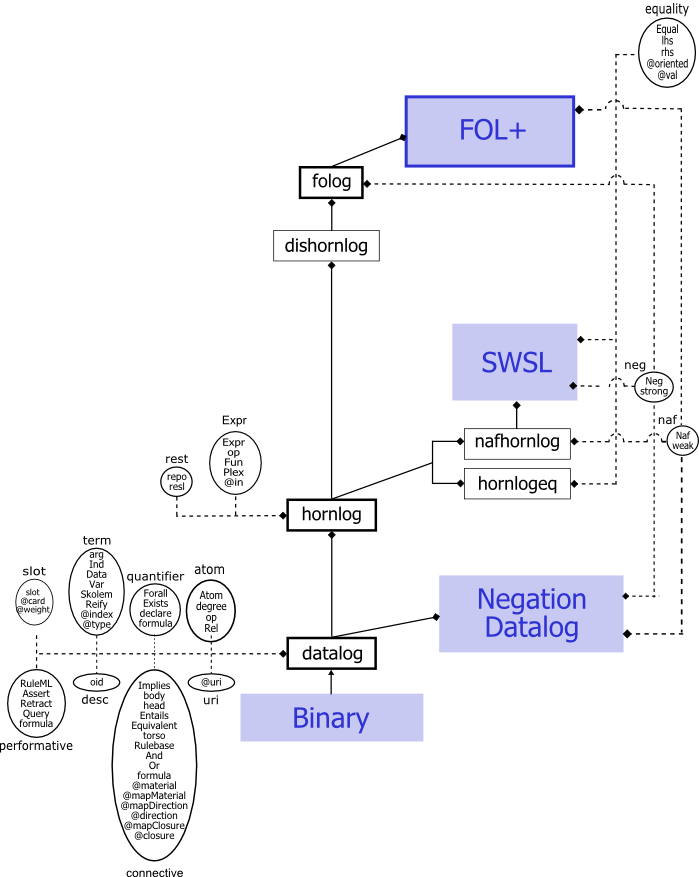 equality
Equal
lhs
rhs
@oriented
@val
FOL+
folog
dishornlog
SWSL
neg
Neg
strong
naf
Naf
weak
nafhornlog
hornlogeq
Expr
Expr
op
Fun
Plex
@in
rest
repo
resl
hornlog
term
arg
Ind
Data
Var
Skolem
Reify
@index
@type
slot
slot
@card
@weight
quantifier
Forall
Exists
declare
formula
atom
Atom
degree
op
Rel
Negation
Datalog
datalog
RuleML
Assert
Retract
Query
formula
performative
oid
desc
@uri
uri
Binary
Implies
body
head
Entails
Equivalent
torso
Rulebase
And
Or
formula
@material
@mapMaterial
@mapDirection
@direction
@mapClosure
@closure
connective